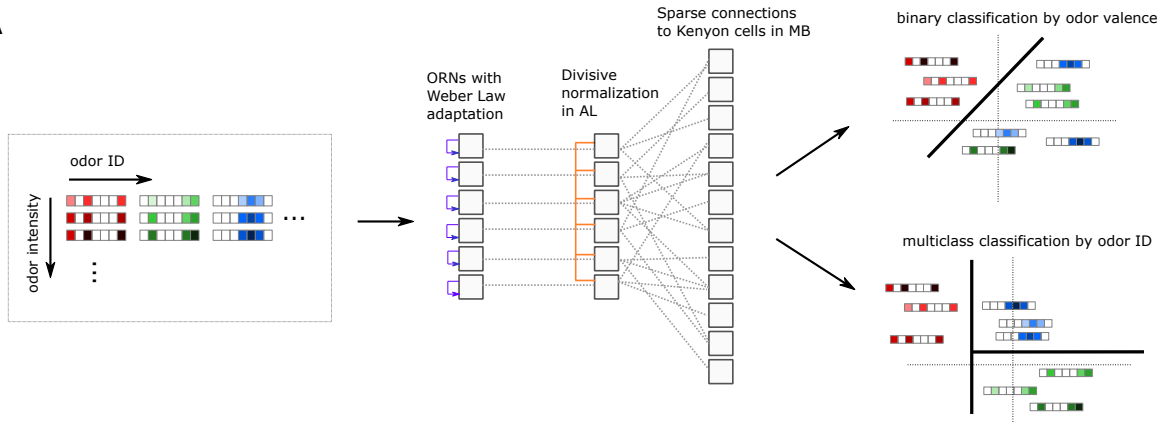 odor ID
odor intensity
...
...
ORNs with
Weber Law
adaptation
Divisive
normalization
in AL
Sparse connections
to Kenyon cells in MB
binary classification by odor valence
multiclass classification by odor ID